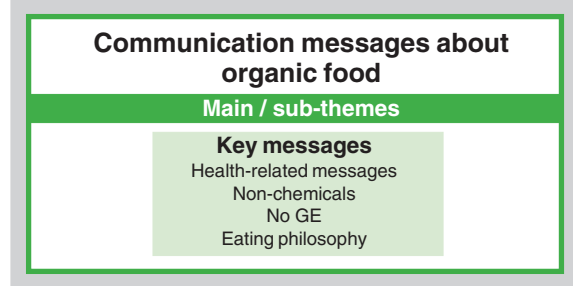 Communication messages about
organic food
Main / sub-themes
Key messages
Health-related messages
Non-chemicals
No GE
Eating philosophy